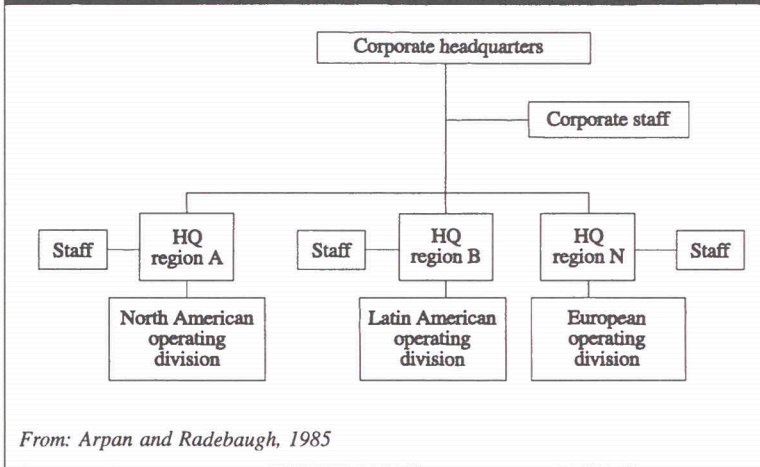 Corporate headquarters
Corporate staff
Staff
HQ
region A
Staff
HQ
region B
HQ
region N
Staff
North American
operating
division
Latin American
operating
division
European
operating
division
From: Arpan and Radebaugh, 1985